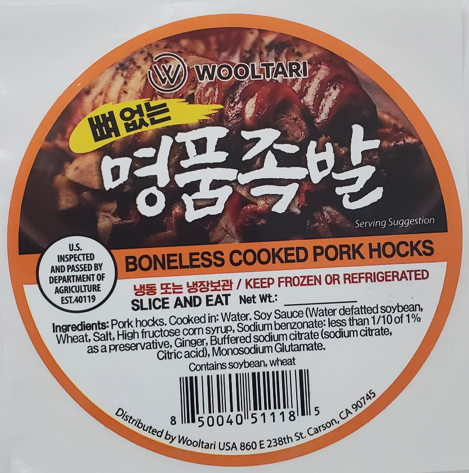 WOOLTARI
뼈 없는
명품족발
Serving Suggestion
U.S.
INSPECTED
AND PASSED BY
DEPARTMENT OF
AGRICULTURE
EST.40119
BONELESS COOKED PORK HOCKS
냉동 또는 냉장보관 / KEEP FROZEN OR REFRIGERATED
SLICE AND EAT Net Wt.:
Ingredients: Pork hocks. Cooked in: Water. Soy Sauce (Water defatted soybean,
Wheat, Salt, High fructose corn syrup, Sodium benzonate: less than 1/10 of 1%
as a preservative, Ginger, Buffered sodium citrate (sodium citrate,
Citric acid), Monosodium Glutamate.
Contains soybean, wheat
8 50040 51118 5
Distributed by Wooltari USA 860 E 238th St. Carson, CA 90745